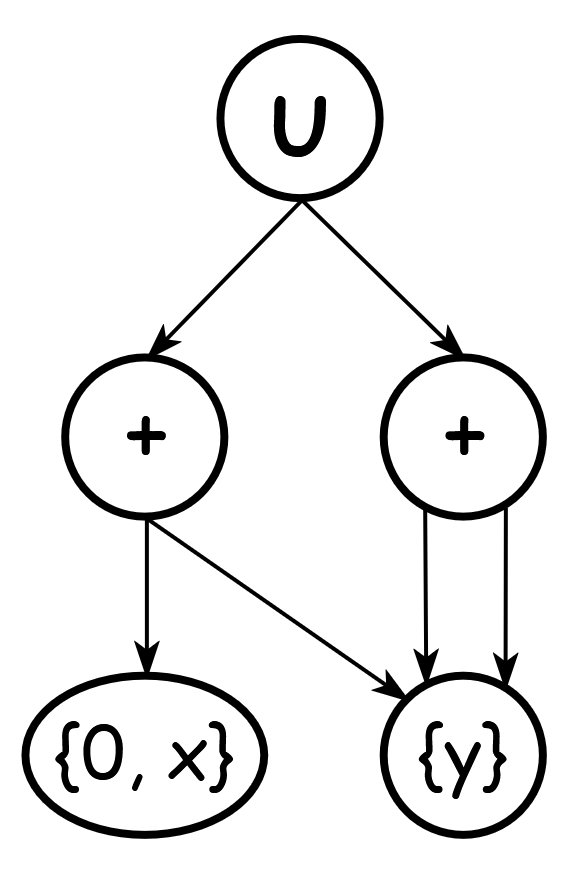 ∪
+ +
{0, x} {y}